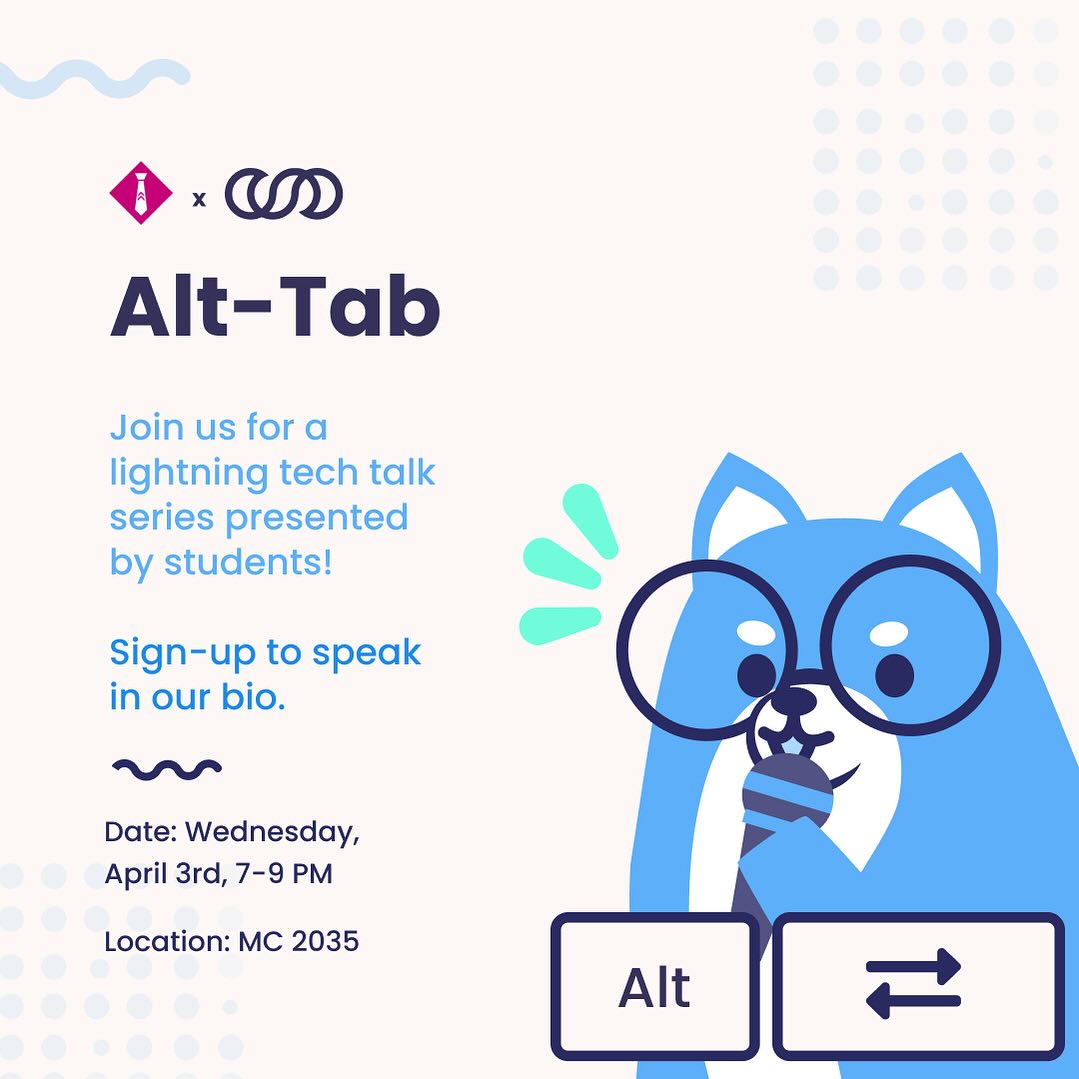 x
Alt-Tab
Join us for a
lightning tech talk
series presented
by students!
Sign-up to speak
in our bio.
Date: Wednesday,
April 3rd, 7-9 PM
Location: MC 2035
Alt